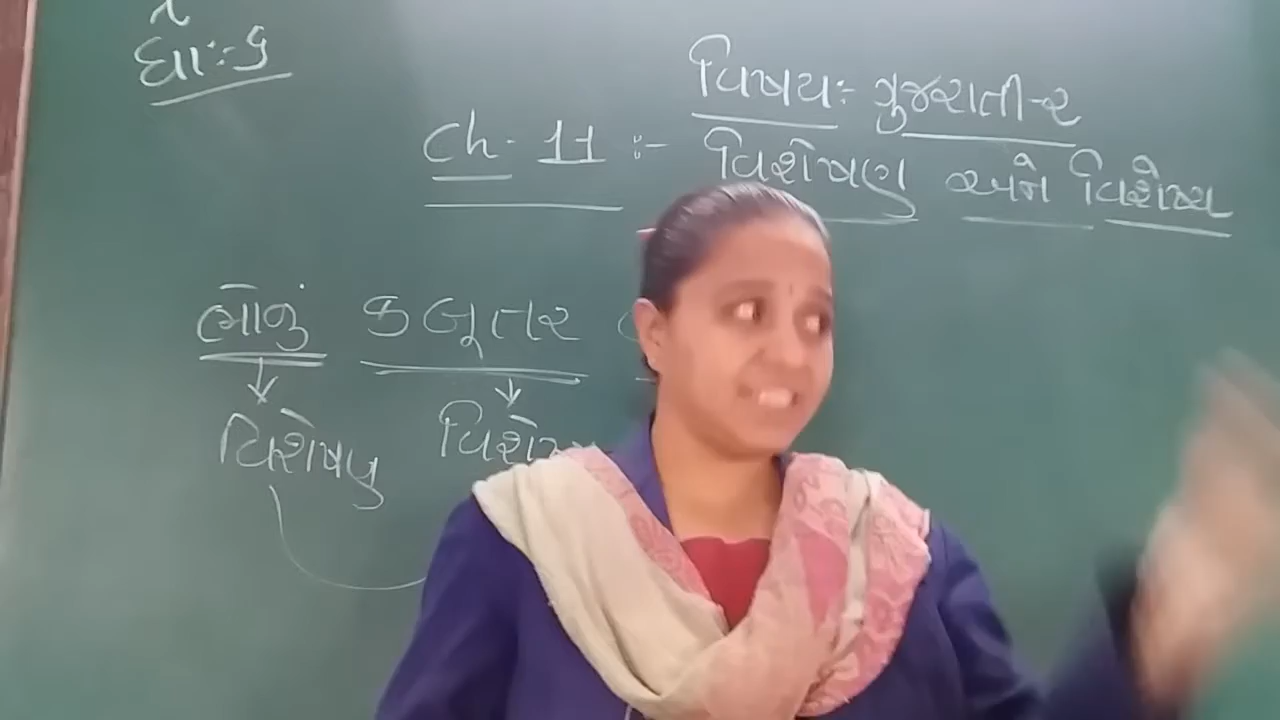 ધો:-૬
વિષય:- ગુજરાતી-૨
Ch. 11 :- વિશેષણ અને વિશેષ્ય
ભોળું કબૂતર
વિશેષણ